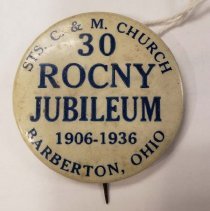 STS. C. & M. CHURCH
30
ROCNY
JUBILEUM
1906-1936
BARBERTON, OHIO